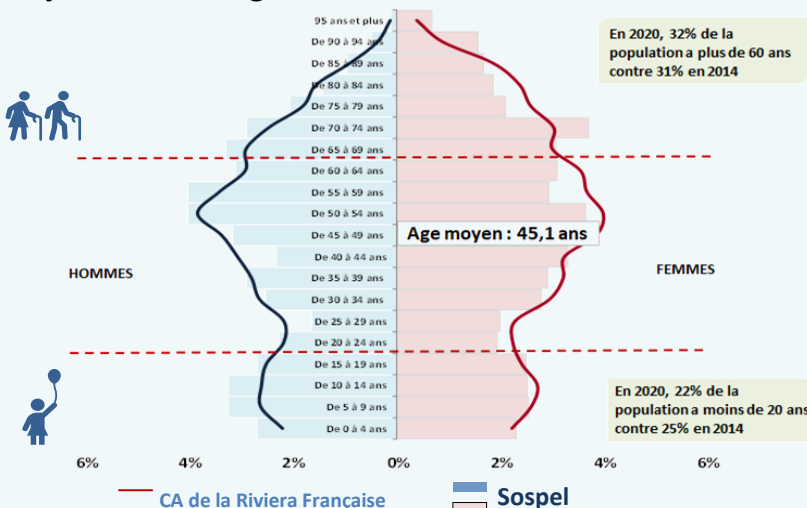 95 ans et plus
De 90 à 94 ans
De 85 à 89 ans
De 80 à 84 ans
De 75 à 79 ans
De 70 à 74 ans
De 65 à 69 ans
De 60 à 64 ans
De 55 à 59 ans
De 50 à 54 ans
De 45 à 49 ans
De 40 à 44 ans
De 35 à 39 ans
De 30 à 34 ans
De 25 à 29 ans
De 20 à 24 ans
De 15 à 19 ans
De 10 à 14 ans
De 5 à 9 ans
De 0 à 4 ans
En 2020, 32% de la
population a plus de 60 ans
contre 31% en 2014
Age moyen : 45,1 ans
HOMMES
FEMMES
En 2020, 22% de la
population a moins de 20 ans
contre 25% en 2014
6% 4% 2% 0% 2% 4% 6%
CA de la Riviera Française
Sospel